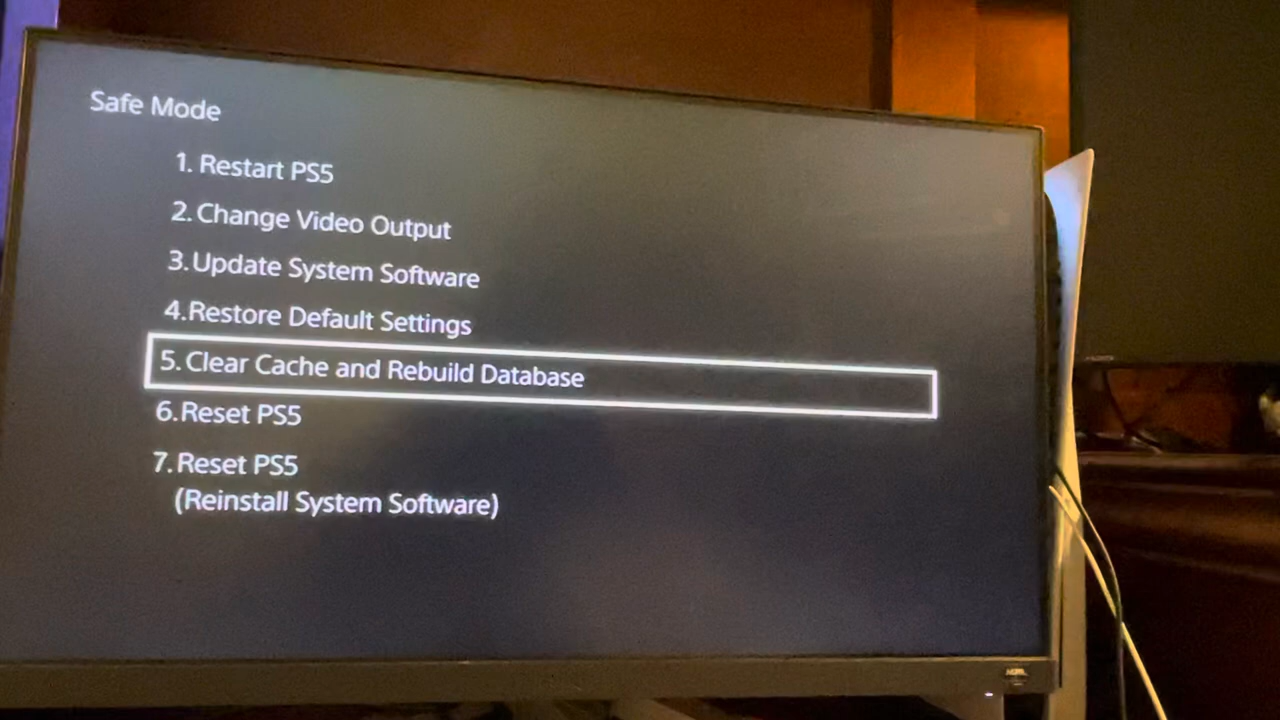 Safe Mode
1. Restart PS5
2. Change Video Output
3. Update System Software
4. Restore Default Settings
5. Clear Cache and Rebuild Database
6. Reset PS5
7. Reset PS5
(Reinstall System Software)